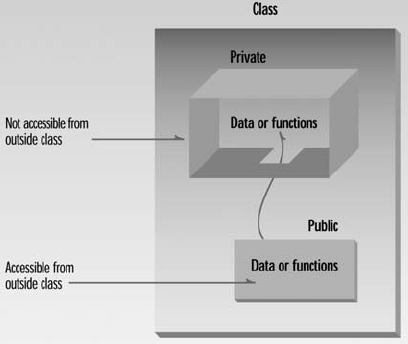 Class
Private
Not accessible from
outside class
Data or functions
Public
Accessible from
outside class
Data or functions